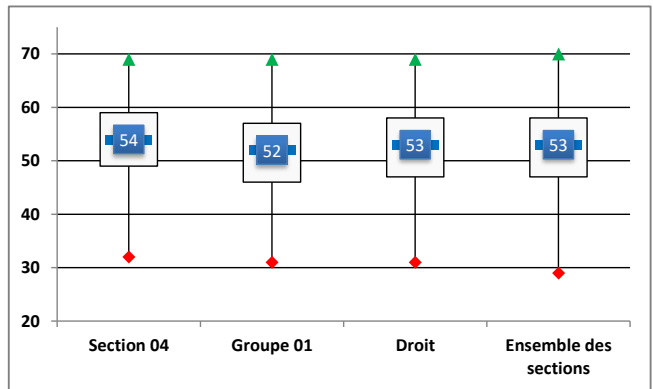 70
60
54
52
53
53
50
40
30
20
Section 04
Groupe 01
Droit
Ensemble des
sections